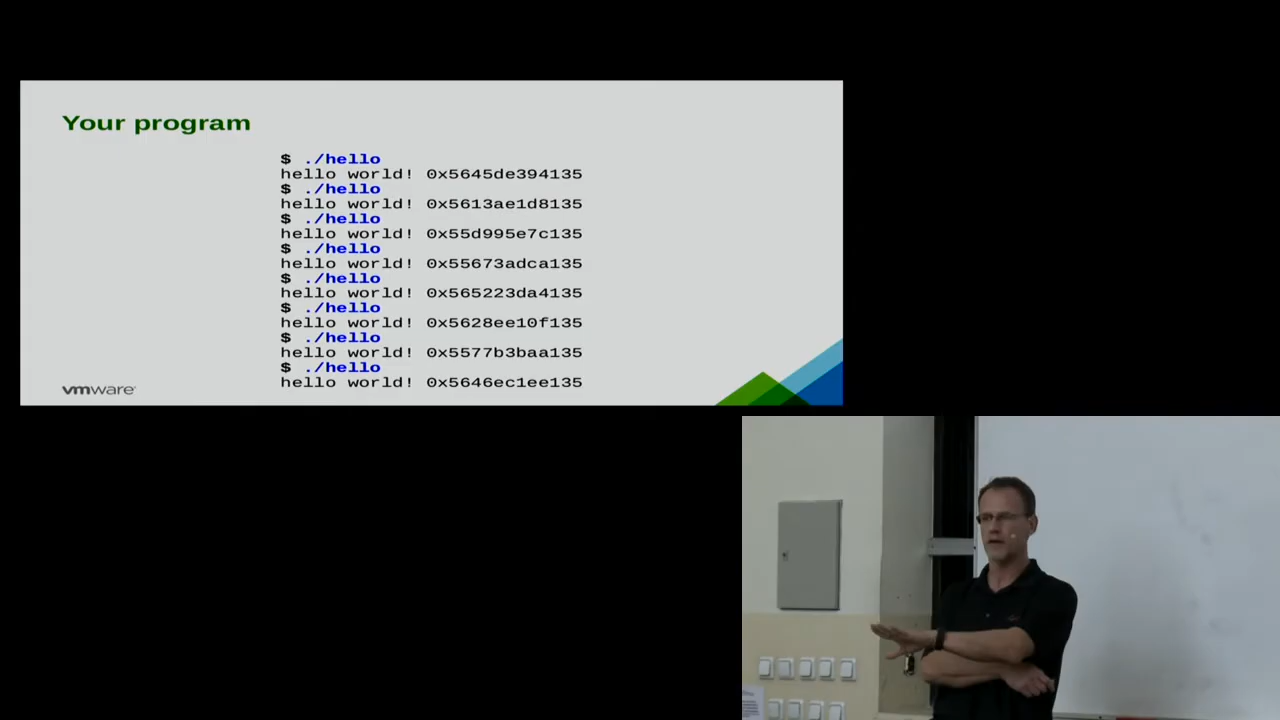 Your program
$ ./hello
hello world! 0x5645de394135
$ ./hello
hello world! 0x5613ae1d8135
$ ./hello
hello world! 0x55d995e7c135
$ ./hello
hello world! 0x55673adca135
$ ./hello
hello world! 0x565223da4135
$ ./hello
hello world! 0x5628ee10f135
$ ./hello
hello world! 0x5577b3baa135
$ ./hello
hello world! 0x5646ec1ee135
vmware